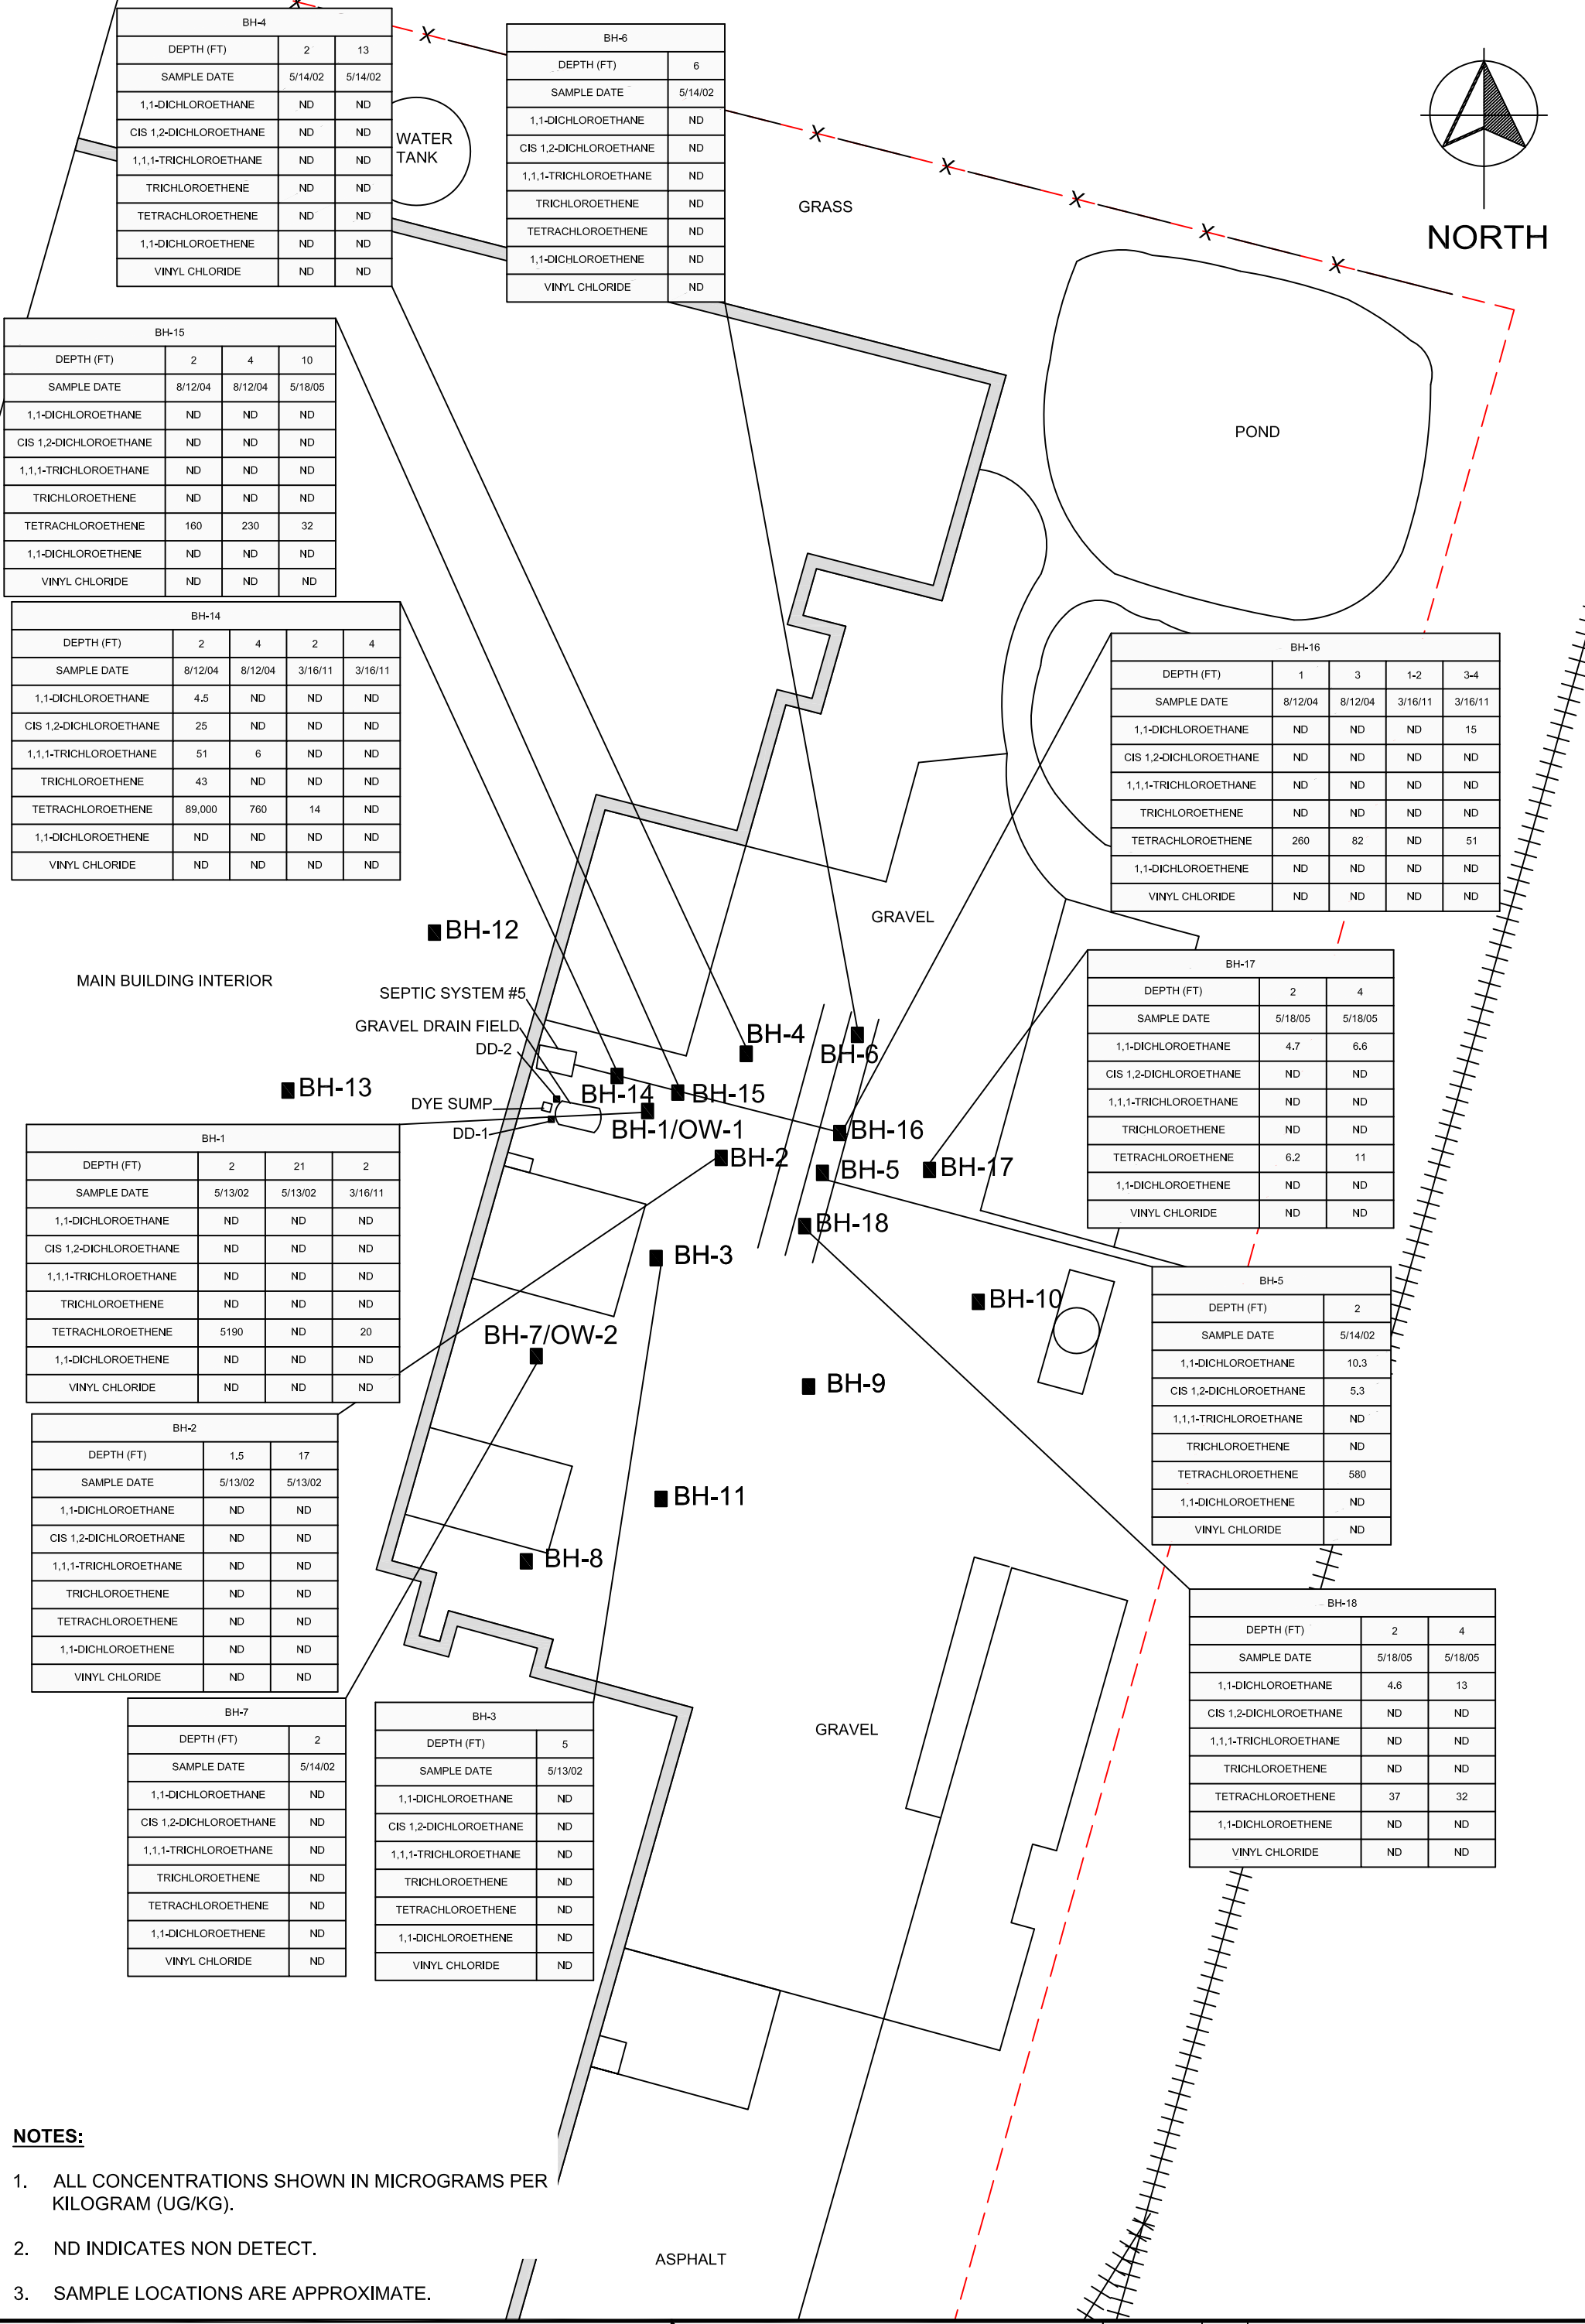 BH-4
DEPTH (FT) 2 13
SAMPLE DATE 5/14/02 5/14/02
1,1-DICHLOROETHANE ND ND
CIS 1,2-DICHLOROETHANE ND ND
1,1,1-TRICHLOROETHANE ND ND
TRICHLOROETHENE ND ND
TETRACHLOROETHENE ND ND
1,1-DICHLOROETHENE ND ND
VINYL CHLORIDE ND ND
WATER
TANK
BH-6
DEPTH (FT) 6
SAMPLE DATE 5/14/02
1,1-DICHLOROETHANE ND
CIS 1,2-DICHLOROETHANE ND
1,1,1-TRICHLOROETHANE ND
TRICHLOROETHENE ND
TETRACHLOROETHENE ND
1,1-DICHLOROETHENE ND
VINYL CHLORIDE ND
GRASS
NORTH
POND
BH-15
DEPTH (FT) 2 4 10
SAMPLE DATE 8/12/04 8/12/04 5/18/05
1,1-DICHLOROETHANE ND ND ND
CIS 1,2-DICHLOROETHANE ND ND ND
1,1,1-TRICHLOROETHANE ND ND ND
TRICHLOROETHENE ND ND ND
TETRACHLOROETHENE 160 230 32
1,1-DICHLOROETHENE ND ND ND
VINYL CHLORIDE ND ND ND
BH-14
DEPTH (FT) 2 4 2 4
SAMPLE DATE 8/12/04 8/12/04 3/16/11 3/16/11
1,1-DICHLOROETHANE 4.5 ND ND ND
CIS 1,2-DICHLOROETHANE 25 ND ND ND
1,1,1-TRICHLOROETHANE 51 6 ND ND
TRICHLOROETHENE 43 ND ND ND
TETRACHLOROETHENE 89,000 760 14 ND
1,1-DICHLOROETHENE ND ND ND ND
VINYL CHLORIDE ND ND ND ND
BH-16
DEPTH (FT) 1 3 1-2 3-4
SAMPLE DATE 8/12/04 8/12/04 3/16/11 3/16/11
1,1-DICHLOROETHANE ND ND ND 15
CIS 1,2-DICHLOROETHANE ND ND ND ND
1,1,1-TRICHLOROETHANE ND ND ND ND
TRICHLOROETHENE ND ND ND ND
TETRACHLOROETHENE 260 82 ND 51
1,1-DICHLOROETHENE ND ND ND ND
VINYL CHLORIDE ND ND ND ND
GRAVEL
BH-12
MAIN BUILDING INTERIOR
SEPTIC SYSTEM #5
GRAVEL DRAIN FIELD
DD-2
BH-4
BH-6
BH-13
BH-14
BH-15
DYE SUMP
DD-1
BH-1/OW-1
BH-16
BH-2
BH-5
BH-17
BH-18
BH-3
BH-10
BH-7/OW-2
BH-9
BH-11
BH-8
BH-17
DEPTH (FT) 2 4
SAMPLE DATE 5/18/05 5/18/05
1,1-DICHLOROETHANE 4.7 6.6
CIS 1,2-DICHLOROETHANE ND ND
1,1,1-TRICHLOROETHANE ND ND
TRICHLOROETHENE ND ND
TETRACHLOROETHENE 6.2 11
1,1-DICHLOROETHENE ND ND
VINYL CHLORIDE ND ND
BH-1
DEPTH (FT) 2 21 2
SAMPLE DATE 5/13/02 5/13/02 3/16/11
1,1-DICHLOROETHANE ND ND ND
CIS 1,2-DICHLOROETHANE ND ND ND
1,1,1-TRICHLOROETHANE ND ND ND
TRICHLOROETHENE ND ND ND
TETRACHLOROETHENE 5190 ND 20
1,1-DICHLOROETHENE ND ND ND
VINYL CHLORIDE ND ND ND
BH-5
DEPTH (FT) 2
SAMPLE DATE 5/14/02
1,1-DICHLOROETHANE 10.3
CIS 1,2-DICHLOROETHANE 5.3
1,1,1-TRICHLOROETHANE ND
TRICHLOROETHENE ND
TETRACHLOROETHENE 580
1,1-DICHLOROETHENE ND
VINYL CHLORIDE ND
BH-2
DEPTH (FT) 1.5 17
SAMPLE DATE 5/13/02 5/13/02
1,1-DICHLOROETHANE ND ND
CIS 1,2-DICHLOROETHANE ND ND
1,1,1-TRICHLOROETHANE ND ND
TRICHLOROETHENE ND ND
TETRACHLOROETHENE ND ND
1,1-DICHLOROETHENE ND ND
VINYL CHLORIDE ND ND
BH-18
DEPTH (FT) 2 4
SAMPLE DATE 5/18/05 5/18/05
1,1-DICHLOROETHANE 4.6 13
CIS 1,2-DICHLOROETHANE ND ND
1,1,1-TRICHLOROETHANE ND ND
TRICHLOROETHENE ND ND
TETRACHLOROETHENE 37 32
1,1-DICHLOROETHENE ND ND
VINYL CHLORIDE ND ND
BH-7
DEPTH (FT) 2
SAMPLE DATE 5/14/02
1,1-DICHLOROETHANE ND
CIS 1,2-DICHLOROETHANE ND
1,1,1-TRICHLOROETHANE ND
TRICHLOROETHENE ND
TETRACHLOROETHENE ND
1,1-DICHLOROETHENE ND
VINYL CHLORIDE ND
BH-3
DEPTH (FT) 5
SAMPLE DATE 5/13/02
1,1-DICHLOROETHANE ND
CIS 1,2-DICHLOROETHANE ND
1,1,1-TRICHLOROETHANE ND
TRICHLOROETHENE ND
TETRACHLOROETHENE ND
1,1-DICHLOROETHENE ND
VINYL CHLORIDE ND
GRAVEL
NOTES:
1. ALL CONCENTRATIONS SHOWN IN MICROGRAMS PER
KILOGRAM (UG/KG).
2. ND INDICATES NON DETECT.
3. SAMPLE LOCATIONS ARE APPROXIMATE.
ASPHALT